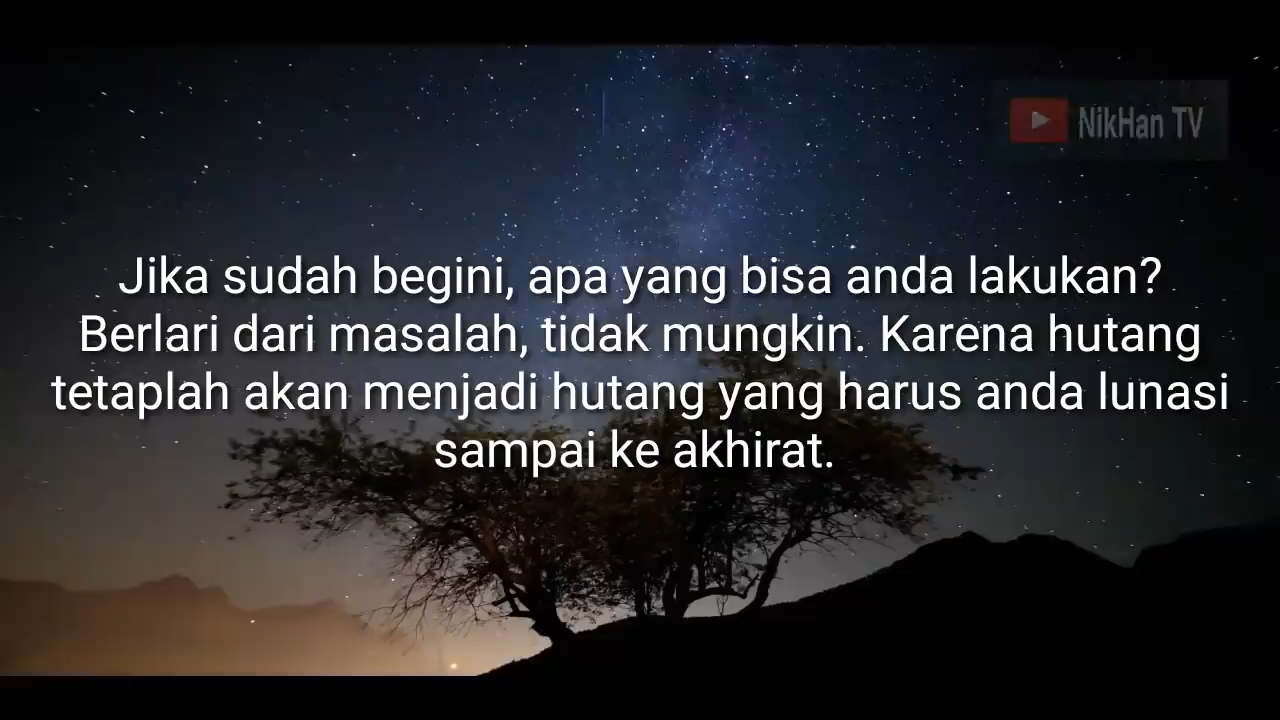 NikHan TV
Jika sudah begini, apa yang bisa anda lakukan?
Berlari dari masalah, tidak mungkin. Karena hutang
tetaplah akan menjadi hutang yang harus anda lunasi
sampai ke akhirat.